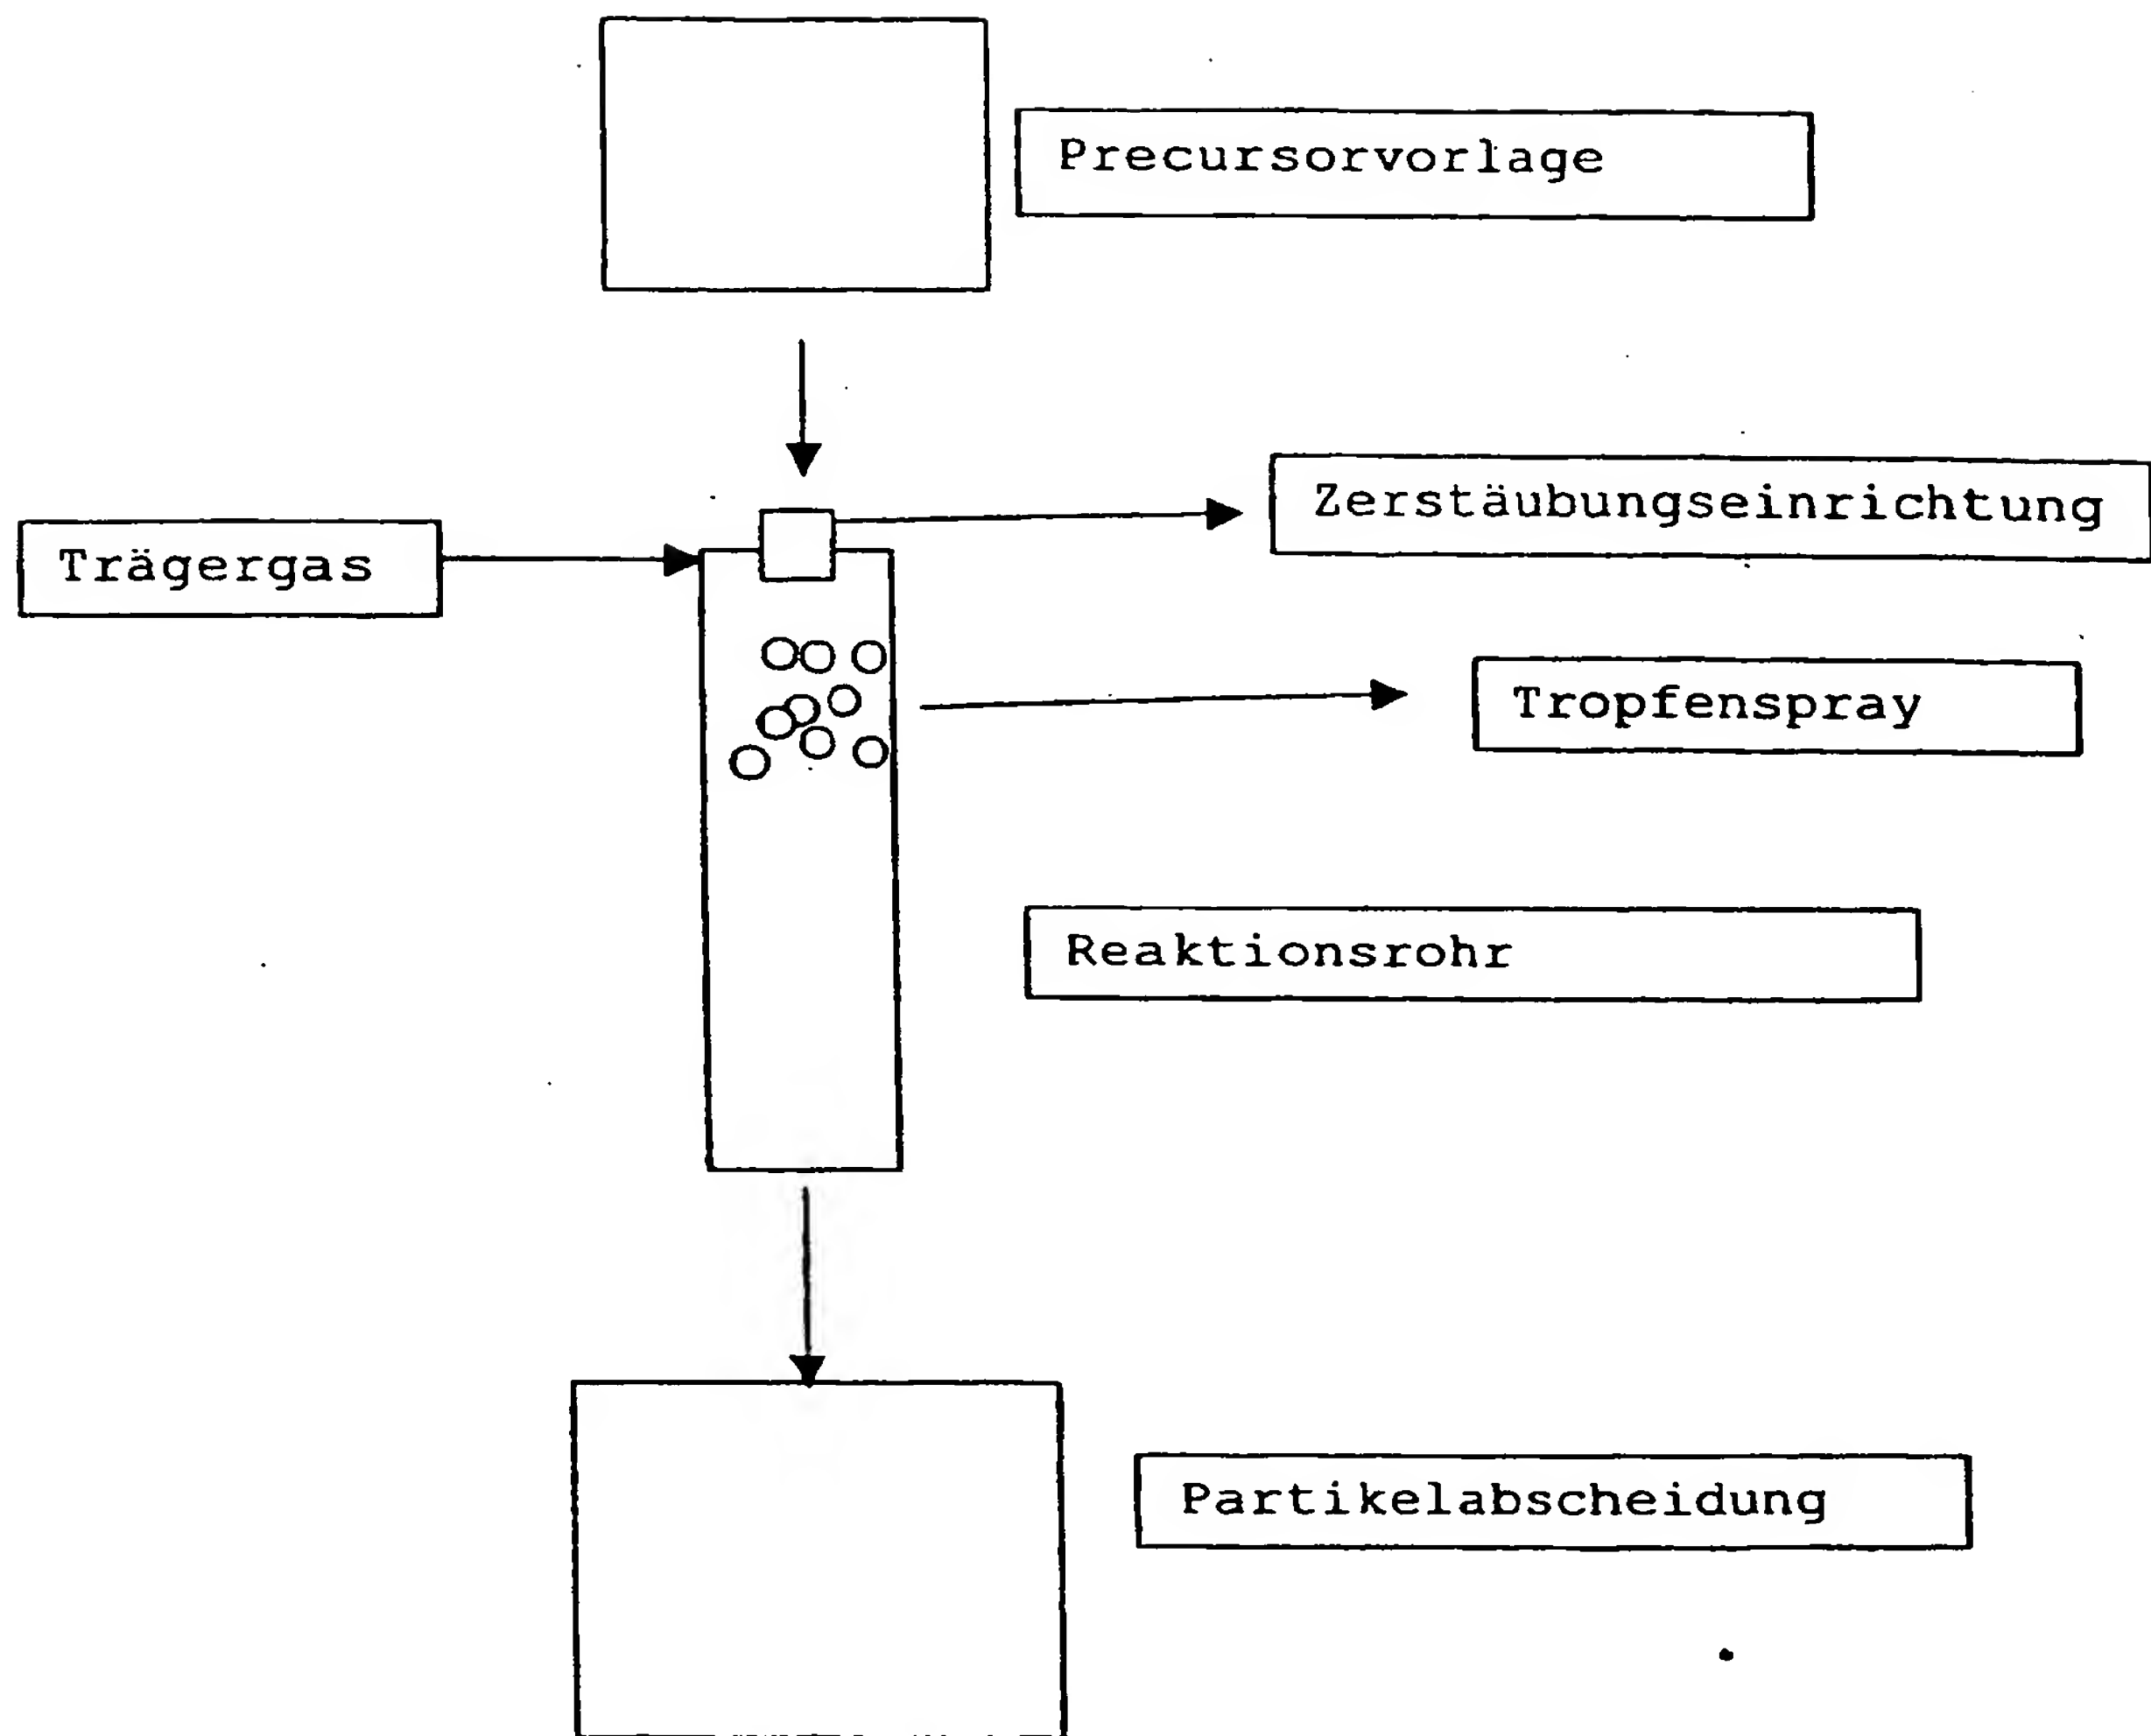 Precursorvorlage
Zerstäubungseinrichtung
Trägergas
Tropfenspray
Reaktionsrohr
Partikelabscheidung